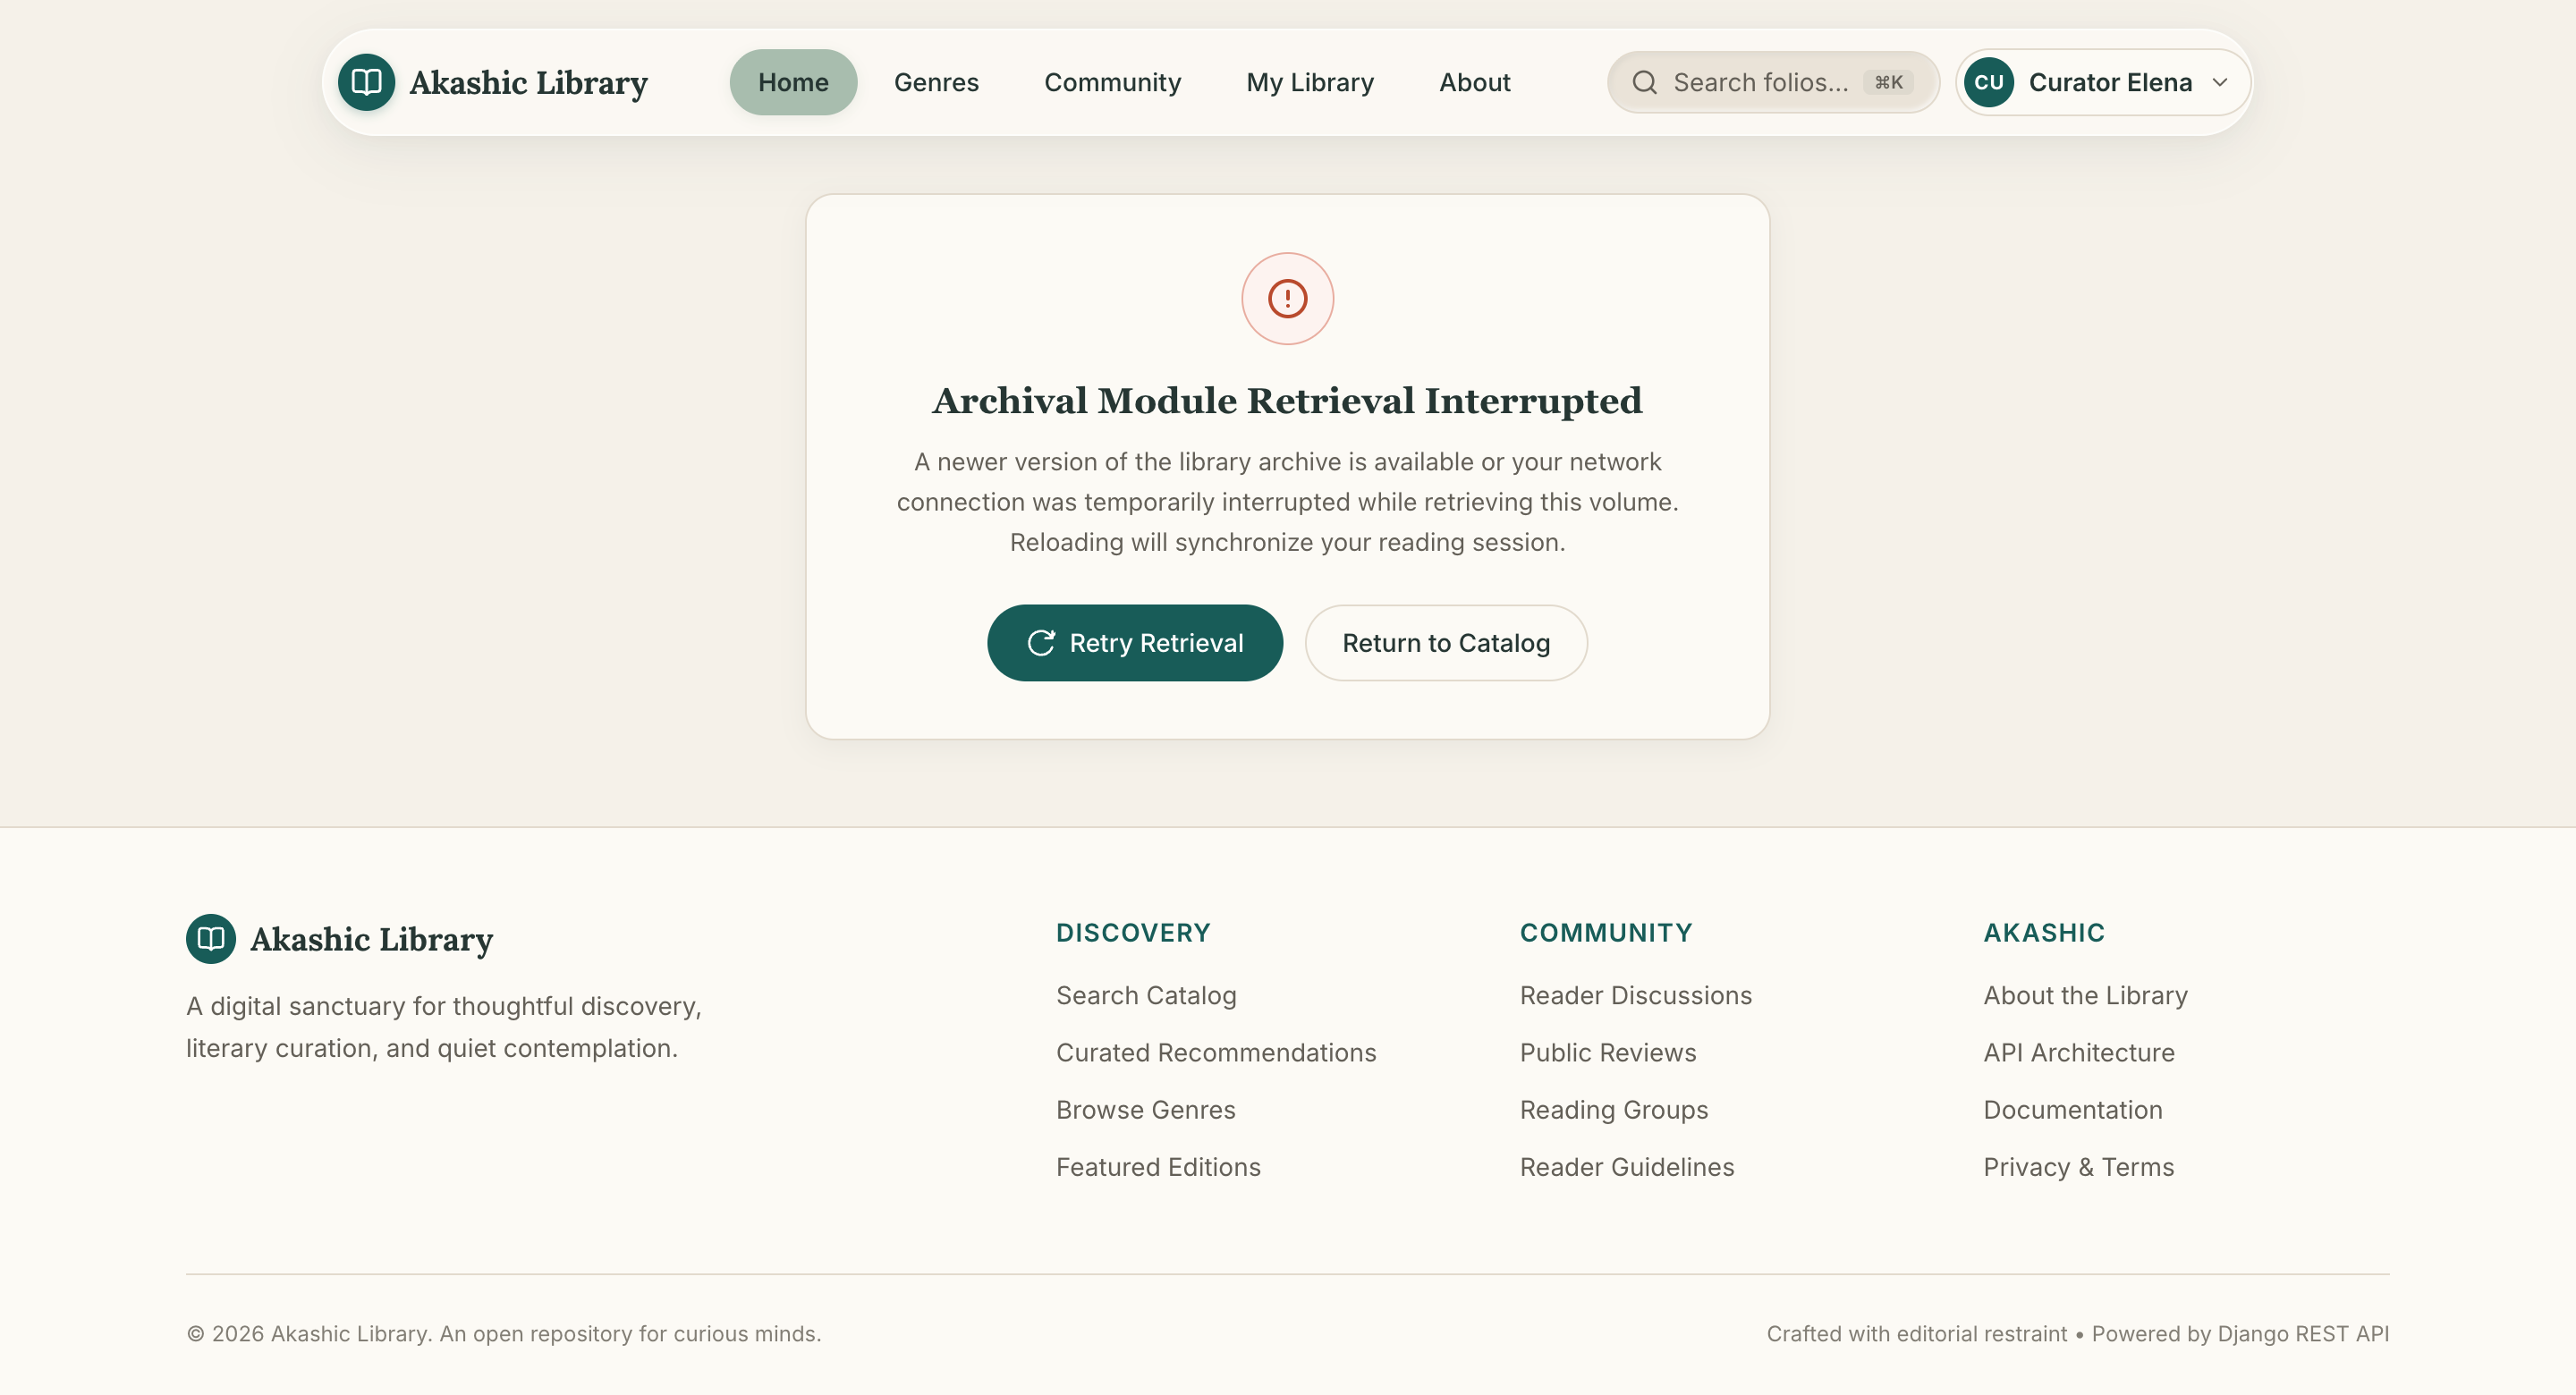 Akashic Library
Home
Genres
Community
My Library
About
Search folios...
⌘K
CU
Curator Elena
Archival Module Retrieval Interrupted
A newer version of the library archive is available or your network
connection was temporarily interrupted while retrieving this volume.
Reloading will synchronize your reading session.
Retry Retrieval
Return to Catalog
Akashic Library
A digital sanctuary for thoughtful discovery,
literary curation, and quiet contemplation.
DISCOVERY
Search Catalog
Curated Recommendations
Browse Genres
Featured Editions
COMMUNITY
Reader Discussions
Public Reviews
Reading Groups
Reader Guidelines
AKASHIC
About the Library
API Architecture
Documentation
Privacy & Terms
© 2026 Akashic Library. An open repository for curious minds.
Crafted with editorial restraint • Powered by Django REST API